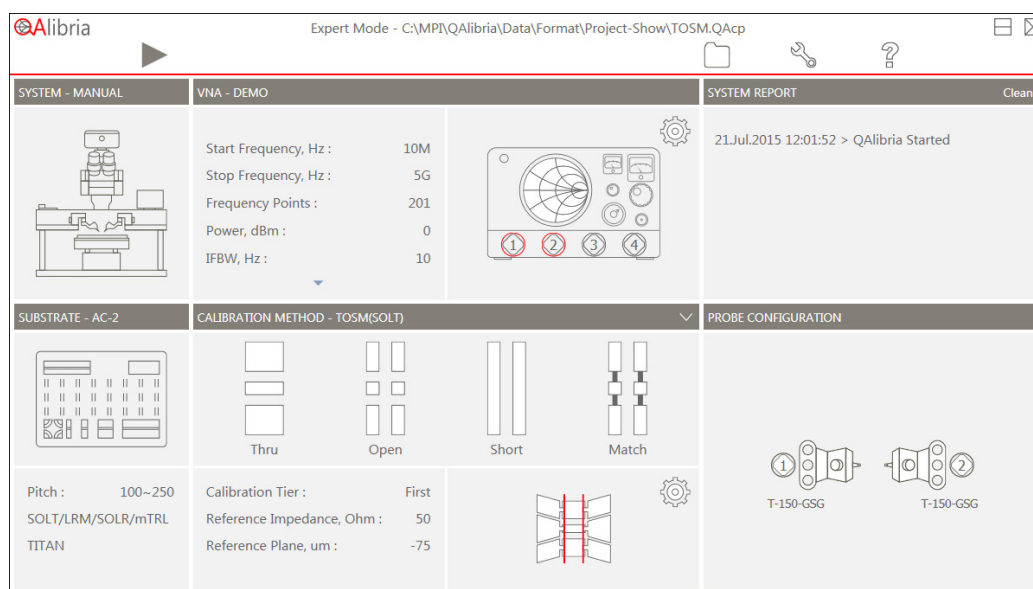 QAlibria
Expert Mode - C:\MPI\QAlibria\Data\Format\Project-Show\TOSM.QAcp
SYSTEM - MANUAL
VNA - DEMO
SYSTEM REPORT
Clean
Start Frequency, Hz : 10M
Stop Frequency, Hz : 5G
Frequency Points : 201
Power, dBm : 0
IFBW, Hz : 10
1 2 3 4
21.Jul.2015 12:01:52 > QAlibria Started
SUBSTRATE - AC-2
CALIBRATION METHOD - TOSM(SOLT)
PROBE CONFIGURATION
Thru Open Short Match
Pitch : 100~250
SOLT/LRM/SOLR/mTRL
TITAN
Calibration Tier : First
Reference Impedance, Ohm : 50
Reference Plane, um : -75
1 2
T-150-GSG T-150-GSG